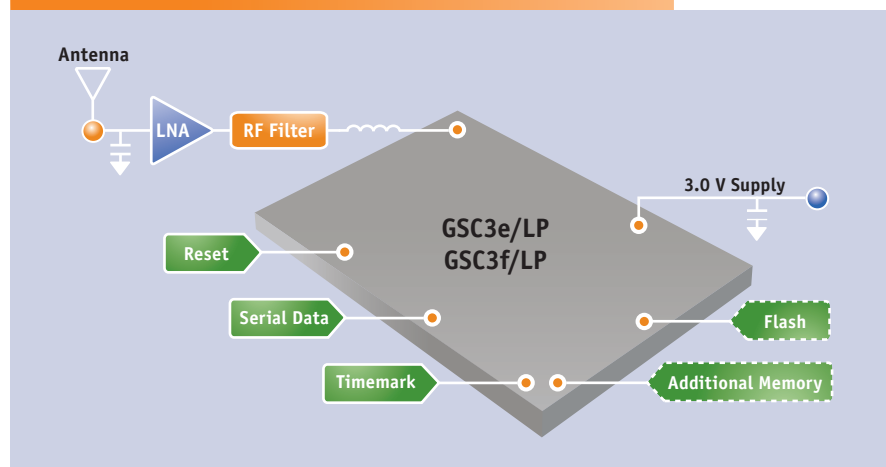 Antenna
LNA
RF Filter
3.0 V Supply
GSC3e/LP
GSC3f/LP
Reset
Serial Data
Flash
Timemark
Additional Memory